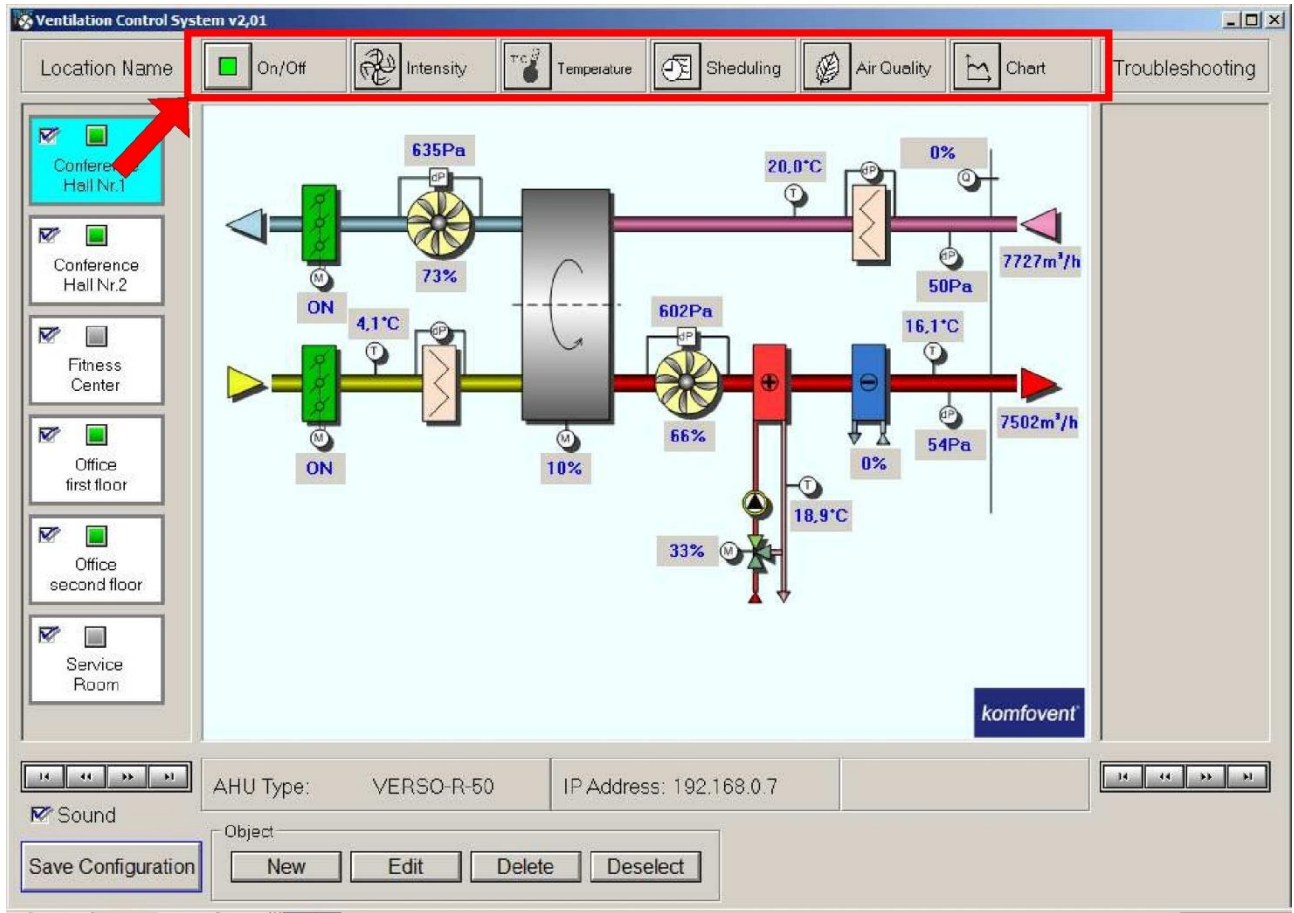 Ventilation Control System v2,01
Location Name
On/Off
Intensity
T°C
Temperature
Sheduling
Air Quality
Chart
Troubleshooting
Conference
Hall Nr.1
Conference
Hall Nr.2
Fitness
Center
Office
first floor
Office
second floor
Service
Room
635Pa
dP
73%
M
ON
20,0°C
T
dP
0%
Q
dP
50Pa
7727m³/h
4,1°C
T
dP
M
ON
M
10%
602Pa
dP
66%
16,1°C
T
dP
54Pa
7502m³/h
0%
T
18,9°C
33%
M
komfovent
AHU Type: VERSO-R-50
IP Address: 192.168.0.7
Sound
Save Configuration
Object
New
Edit
Delete
Deselect